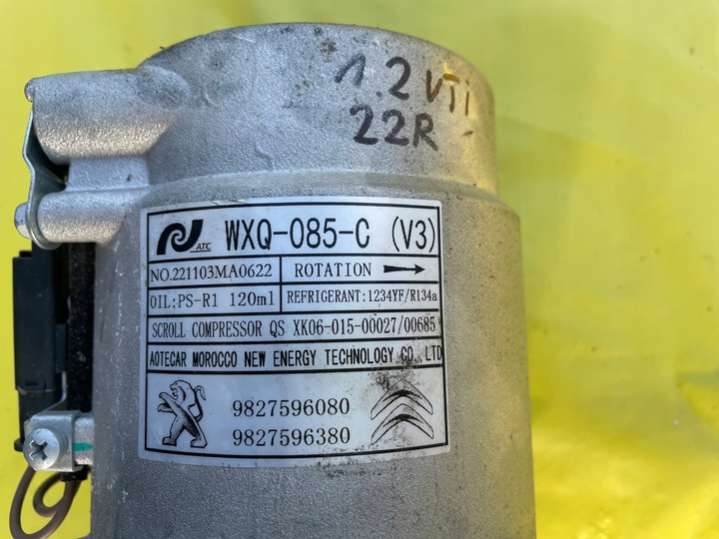 1.2 VTi
22R
ATC WXQ-085-C (V3)
NO.221103MA0622 ROTATION
OIL:PS-R1 120ml REFRIGERANT:1234YF/R134a
SCROLL COMPRESSOR QS XK06-015-00027/00685
AOTECAR MOROCCO NEW ENERGY TECHNOLOGY CO., LTD
9827596080
9827596380